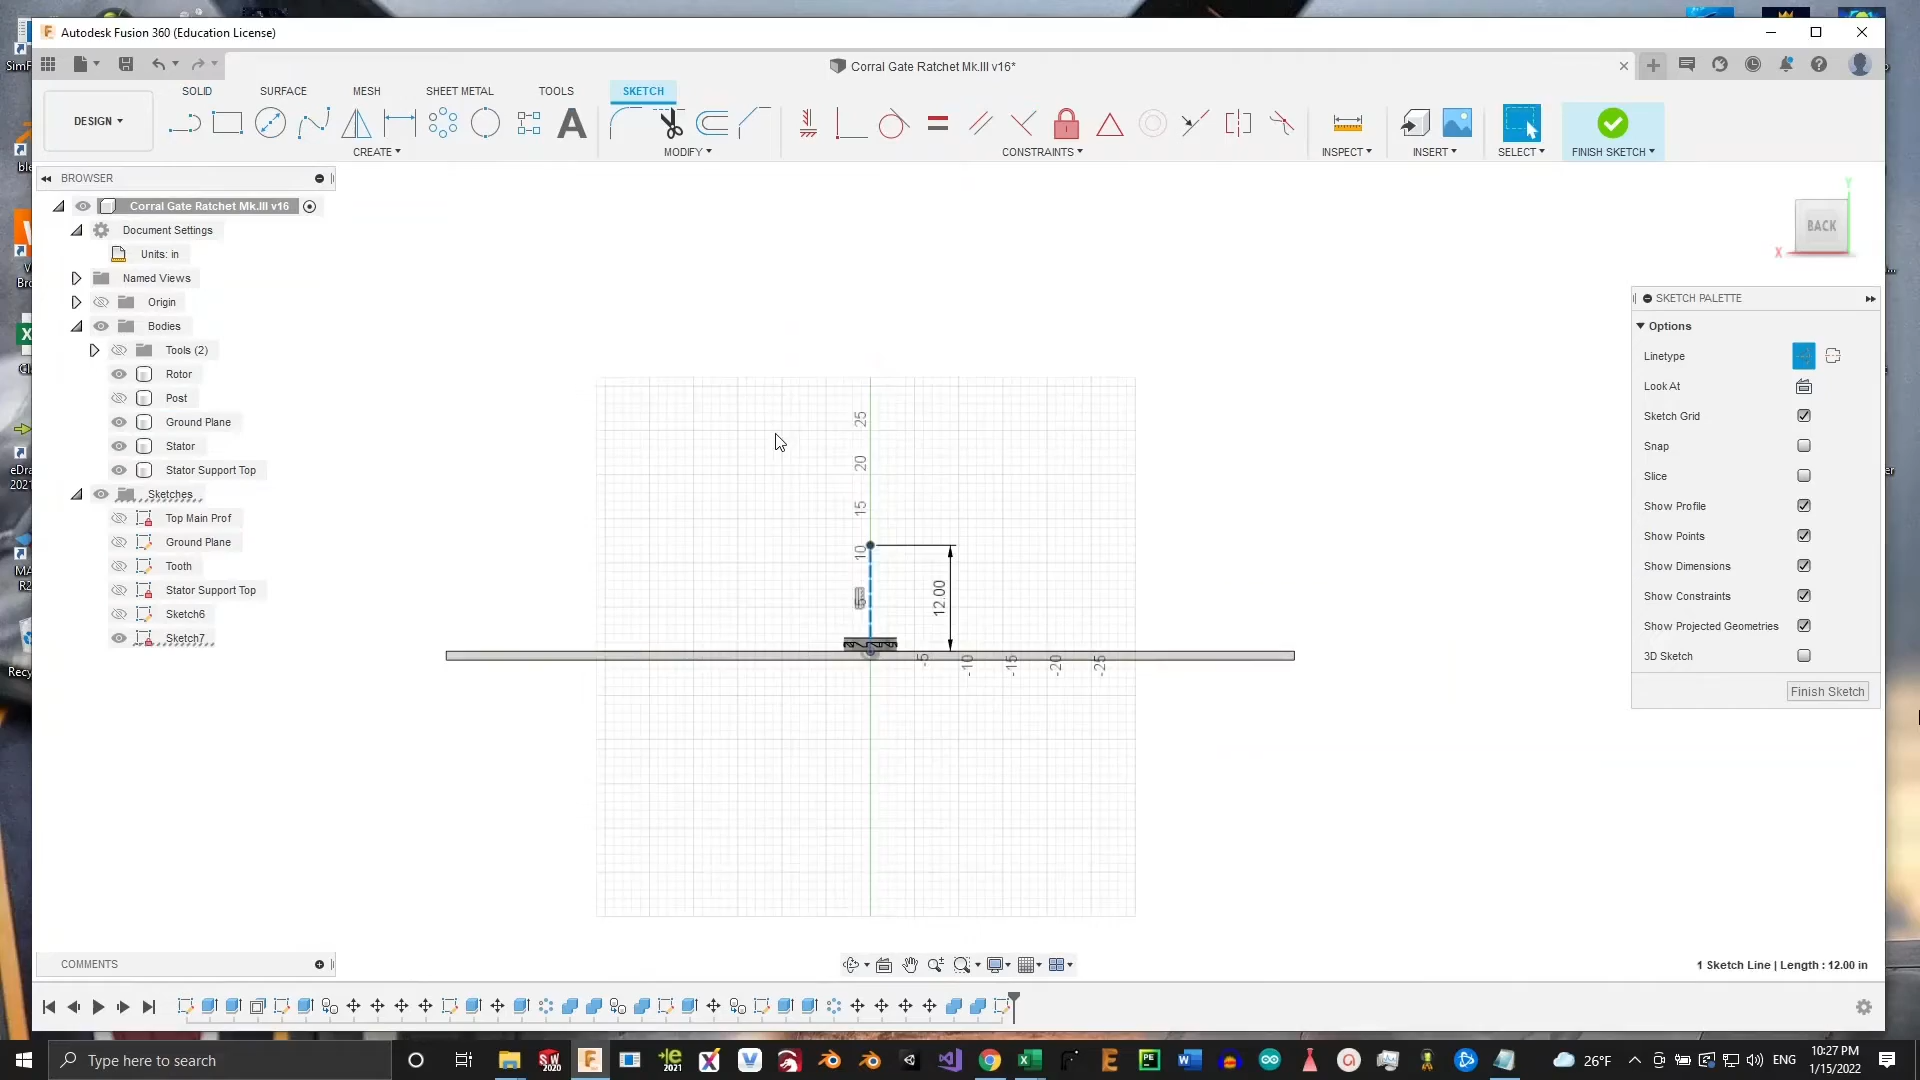 Autodesk Fusion 360 (Education License)
Corral Gate Ratchet Mk.III v16*
SOLID SURFACE MESH SHEET METAL TOOLS SKETCH
DESIGN
CREATE MODIFY CONSTRAINTS INSPECT INSERT SELECT FINISH SKETCH
BROWSER
Corral Gate Ratchet Mk.III v16
Document Settings
Units: in
Named Views
Origin
Bodies
Tools (2)
Rotor
Post
Ground Plane
Stator
Stator Support Top
Sketches
Top Main Prof
Ground Plane
Tooth
Stator Support Top
Sketch6
Sketch7
25
20
15
10
12.00
-5
-10
-15
-20
-25
Y
BACK
X
SKETCH PALETTE
Options
Linetype
Look At
Sketch Grid
Snap
Slice
Show Profile
Show Points
Show Dimensions
Show Constraints
Show Projected Geometries
3D Sketch
Finish Sketch
COMMENTS
1 Sketch Line | Length : 12.00 in
Type here to search
26°F
ENG
10:27 PM
1/15/2022